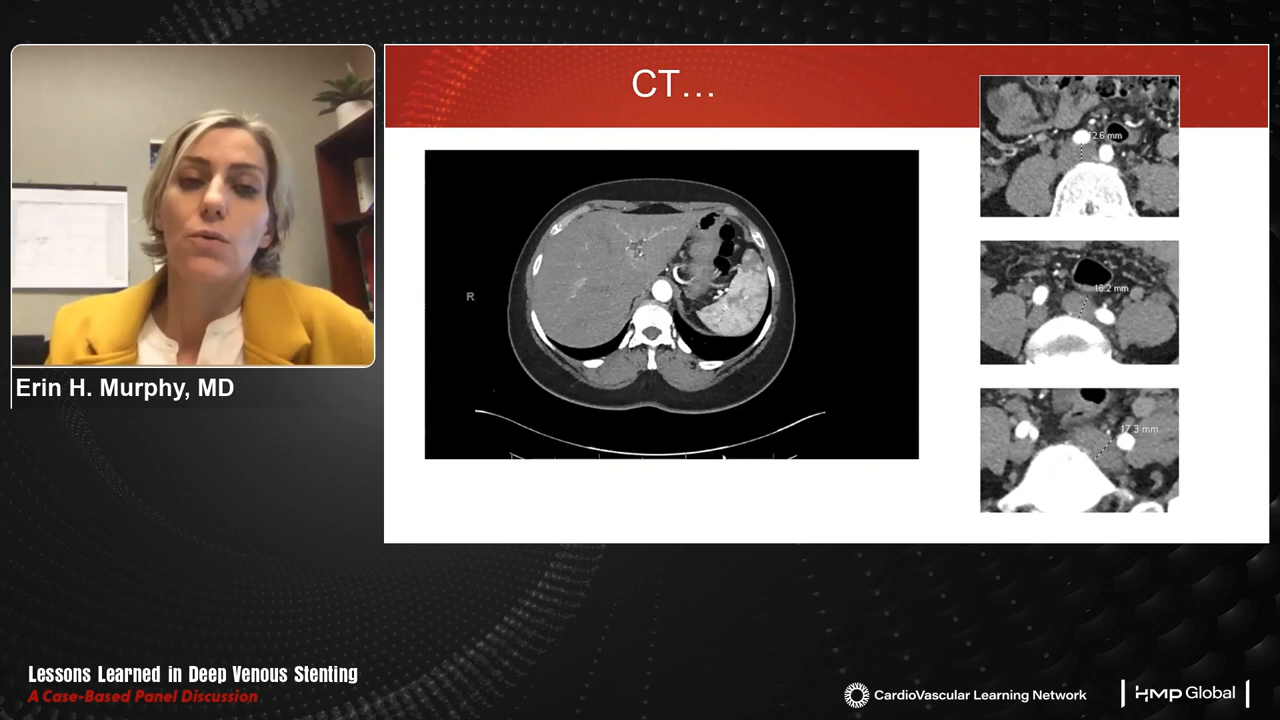 CT...
R
12.6 mm
16.2 mm
17.3 mm
Erin H. Murphy, MD
Lessons Learned in Deep Venous Stenting
A Case-Based Panel Discussion
CardioVascular Learning Network
HMP Global